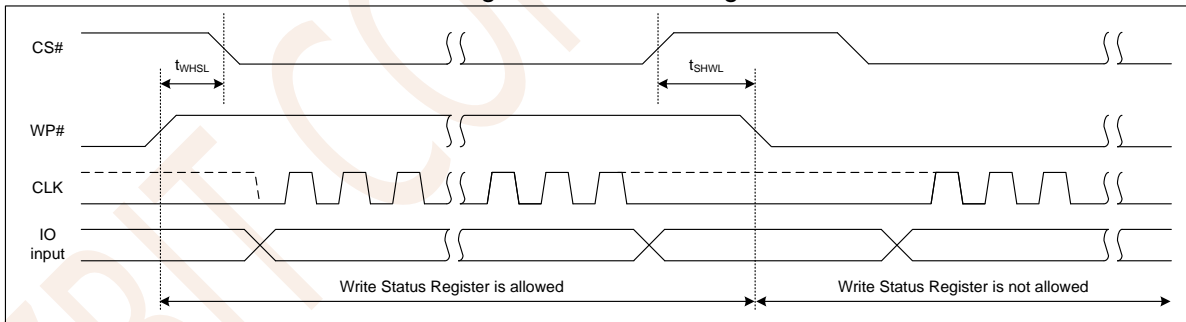 CS#
tWHSL
tSHWL
WP#
CLK
IO
input
Write Status Register is allowed
Write Status Register is not allowed